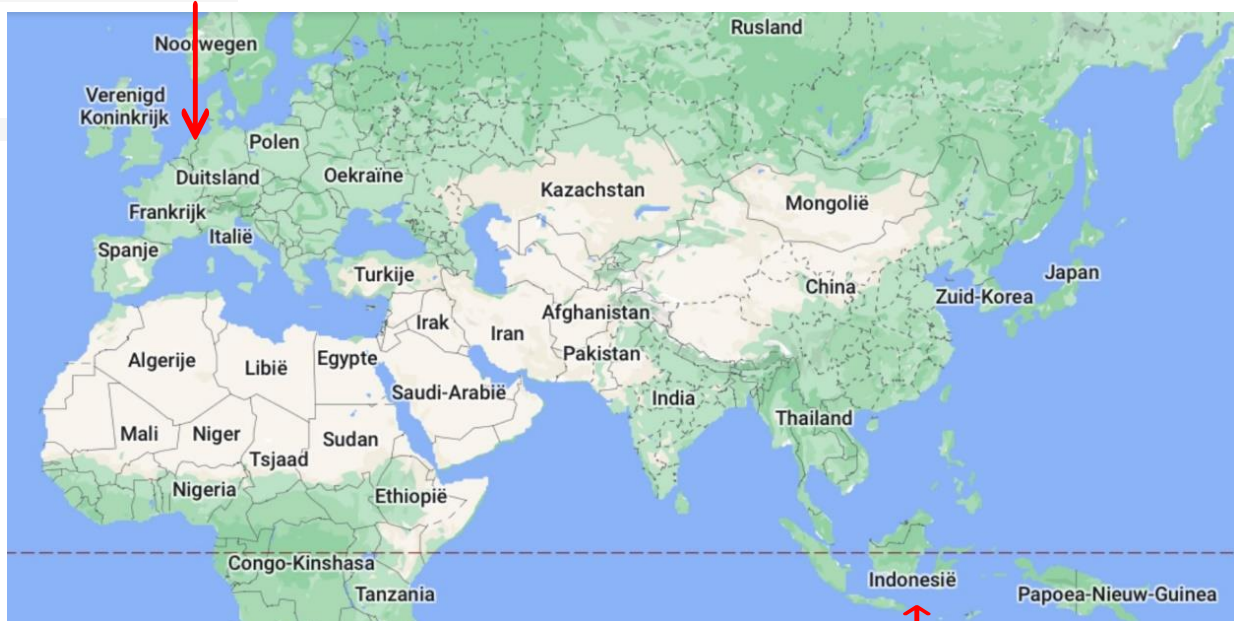 Rusland
Noorwegen
Verenigd
Koninkrijk
Polen
Duitsland
Oekraïne
Kazachstan
Mongolië
Frankrijk
Italië
Spanje
Turkije
Japan
China
Zuid-Korea
Afghanistan
Irak
Iran
Pakistan
Algerije
Libië
Egypte
Saudi-Arabië
India
Thailand
Mali
Niger
Sudan
Tsjaad
Nigeria
Ethiopië
Congo-Kinshasa
Indonesië
Tanzania
Papoea-Nieuw-Guinea